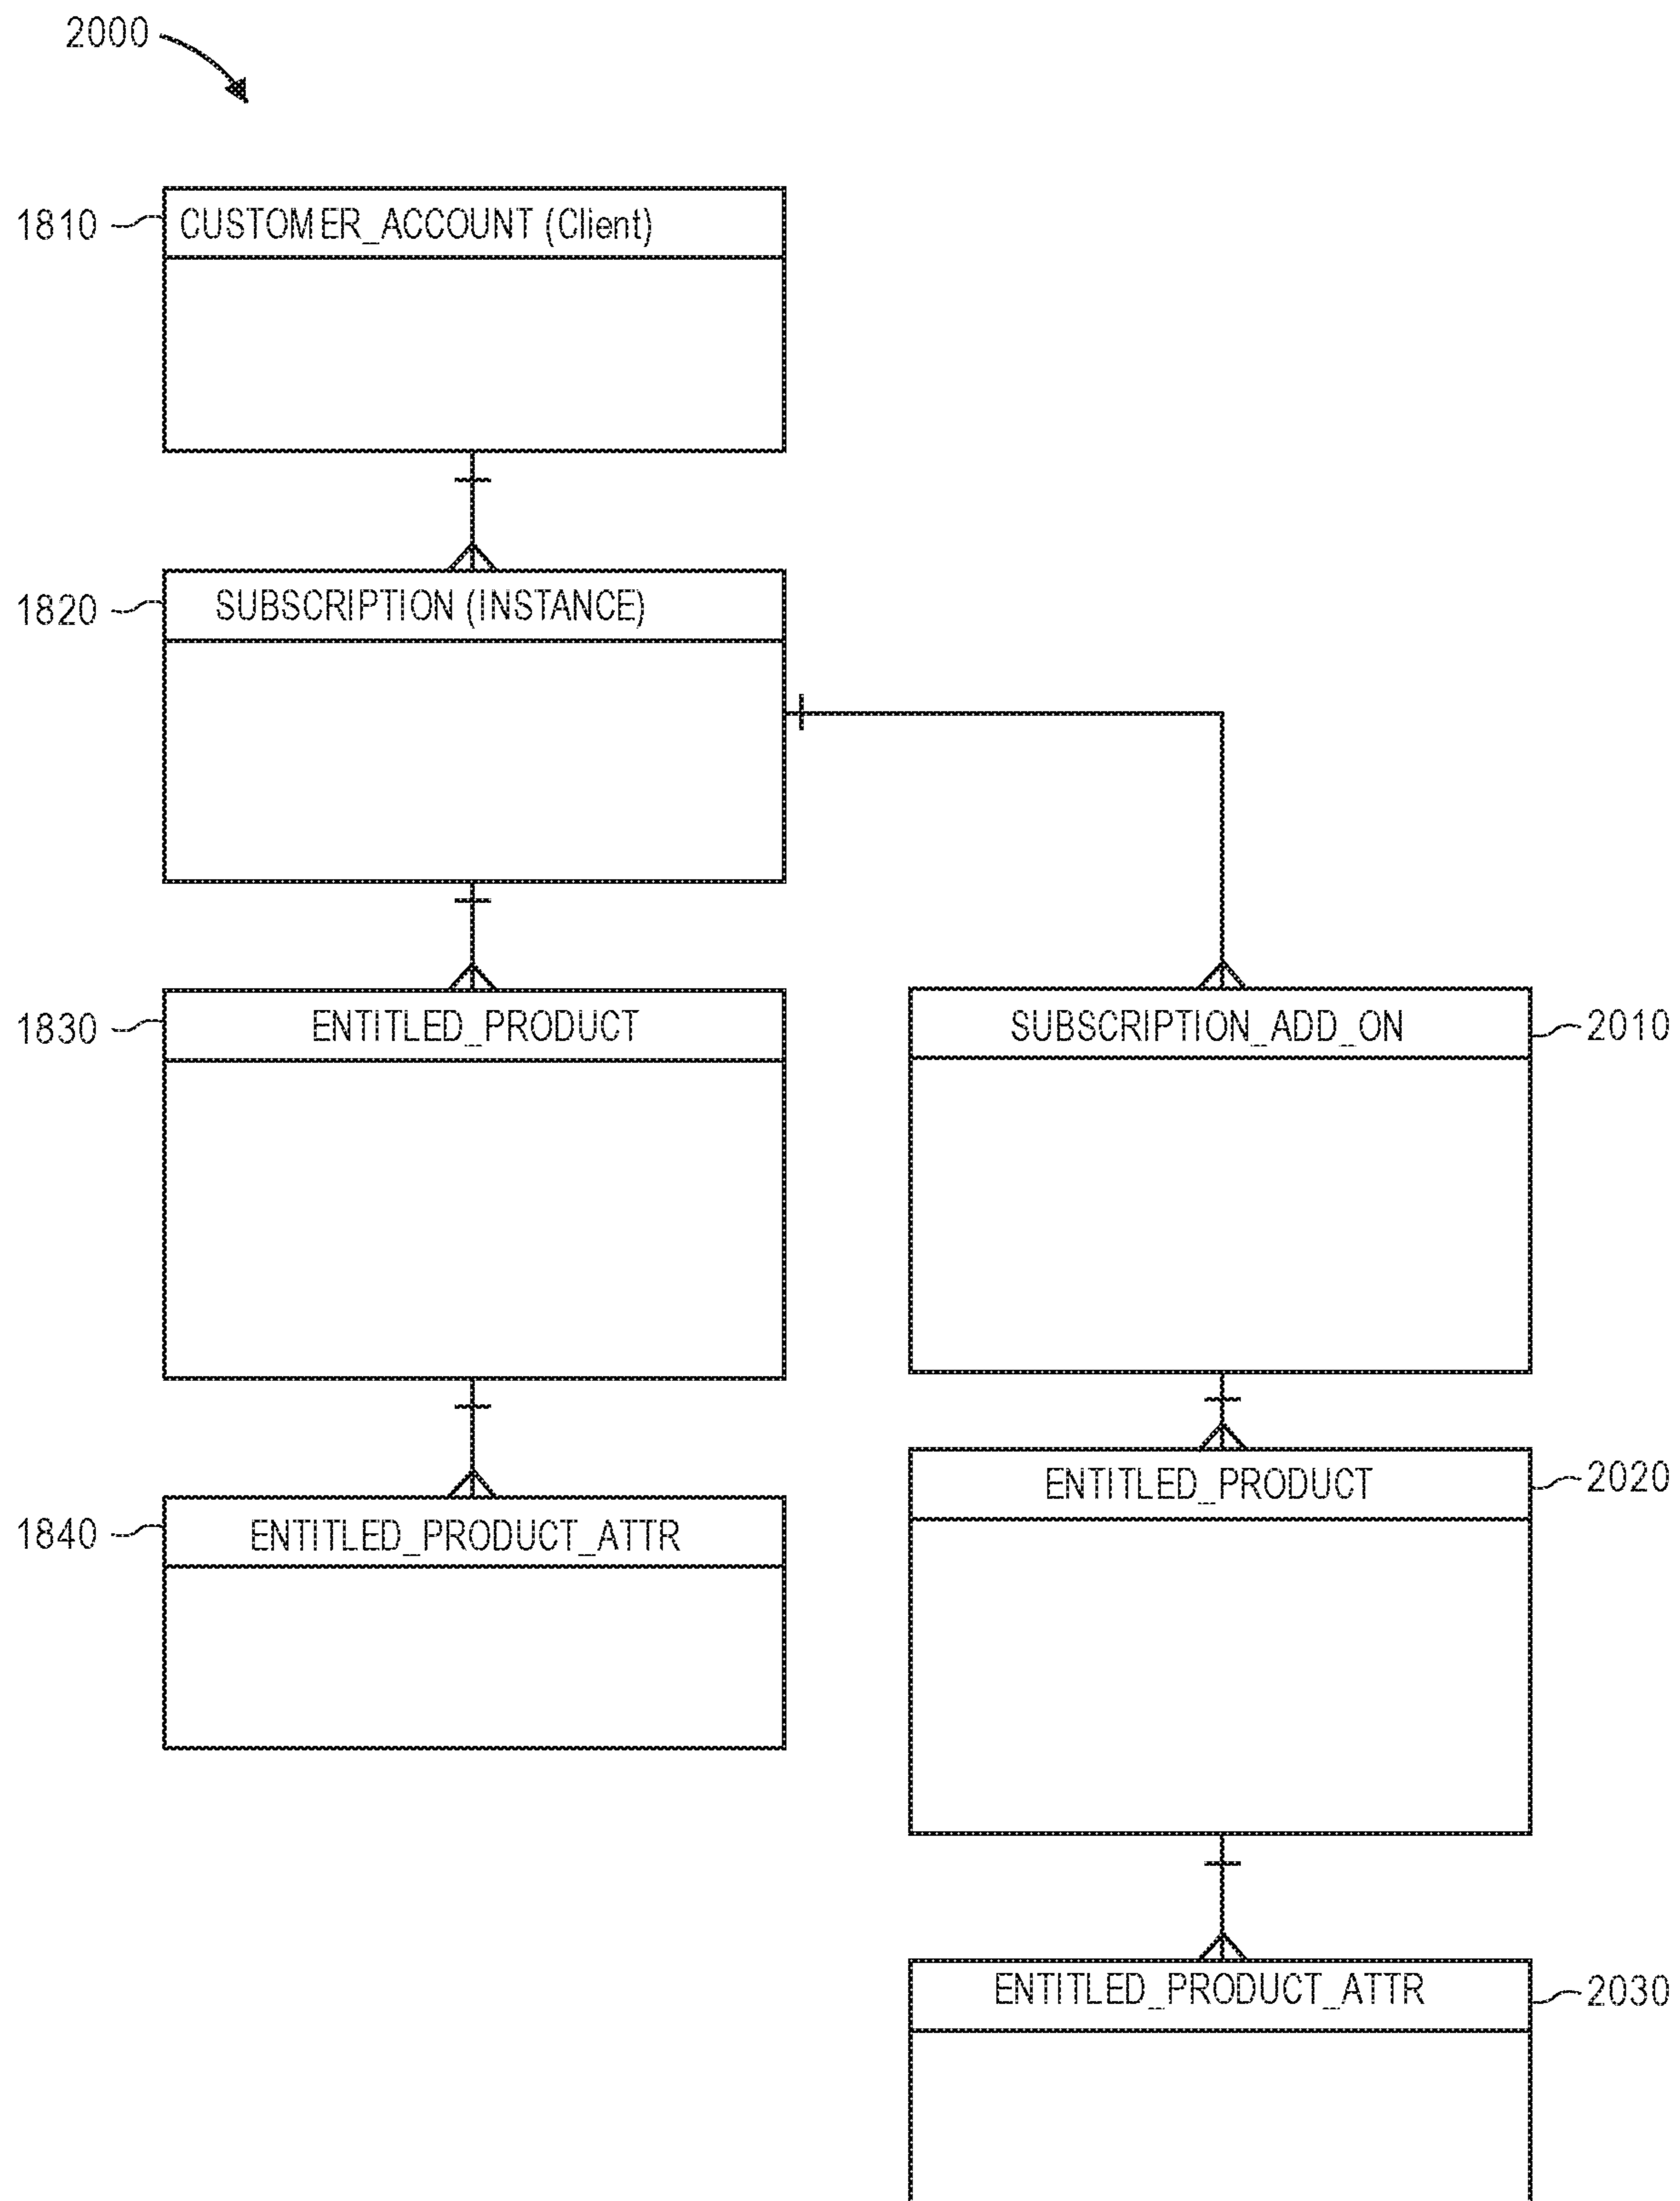 2000
1810
CUSTOMER_ACCOUNT (Client)
1820
SUBSCRIPTION (INSTANCE)
1830
ENTITLED_PRODUCT
SUBSCRIPTION_ADD_ON
2010
ENTITLED_PRODUCT
2020
1840
ENTITLED_PRODUCT_ATTR
ENTITLED_PRODUCT_ATTR
2030